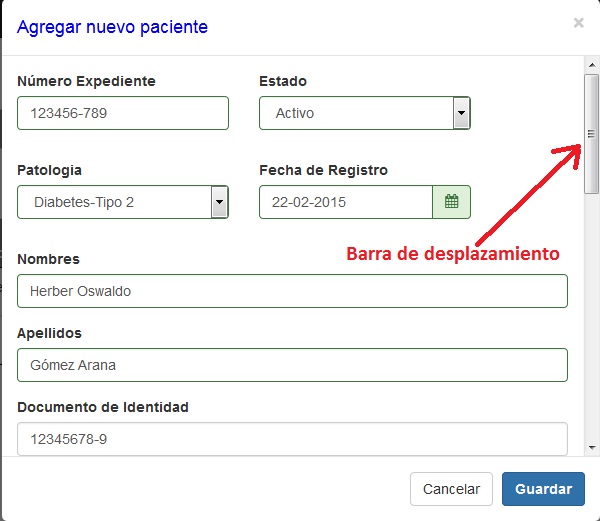 Agregar nuevo paciente ×
Número Expediente Estado
123456-789 Activo
Patología Fecha de Registro
Diabetes-Tipo 2 22-02-2015
Barra de desplazamiento
Nombres
Herber Oswaldo
Apellidos
Gómez Arana
Documento de Identidad
12345678-9
Cancelar Guardar